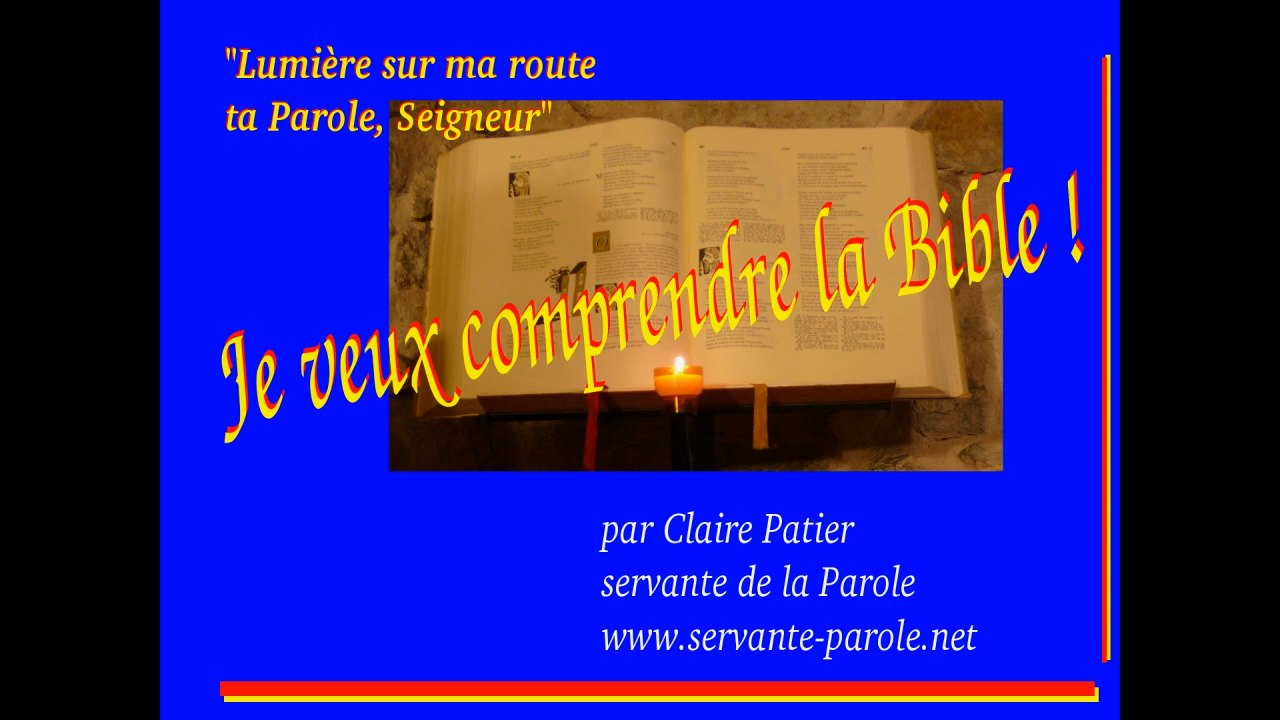 "Lumière sur ma route
ta Parole, Seigneur"
Je veux comprendre la Bible !
par Claire Patier
servante de la Parole
www.servante-parole.net